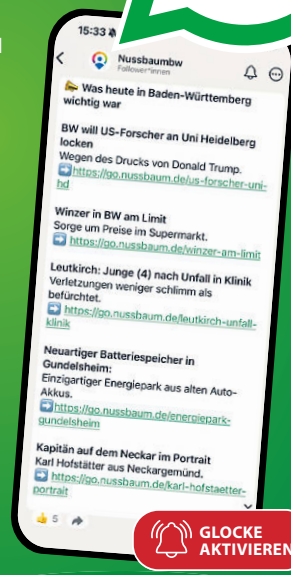 15:33
Nussbaumbw
Follower*innen
Was heute in Baden-Württemberg
wichtig war
BW will US-Forscher an Uni Heidelberg
locken
Wegen des Drucks von Donald Trump.
https://go.nussbaum.de/us-forscher-uni-
hd
Winzer in BW am Limit
Sorge um Preise im Supermarkt.
https://go.nussbaum.de/winzer-am-limit
Leutkirch: Junge (4) nach Unfall in Klinik
Verletzungen weniger schlimm als
befürchtet.
https://go.nussbaum.de/leutkirch-unfall-
klinik
Neuartiger Batteriespeicher in
Gundelsheim:
Einzigartiger Energiepark aus alten Auto-
Akkus.
https://go.nussbaum.de/energiepark-
gundelsheim
Kapitän auf dem Neckar im Portrait
Karl Hofstätter aus Neckargemünd.
https://go.nussbaum.de/karl-hofstaetter-
portrait
5
GLOCKE
AKTIVIEREN